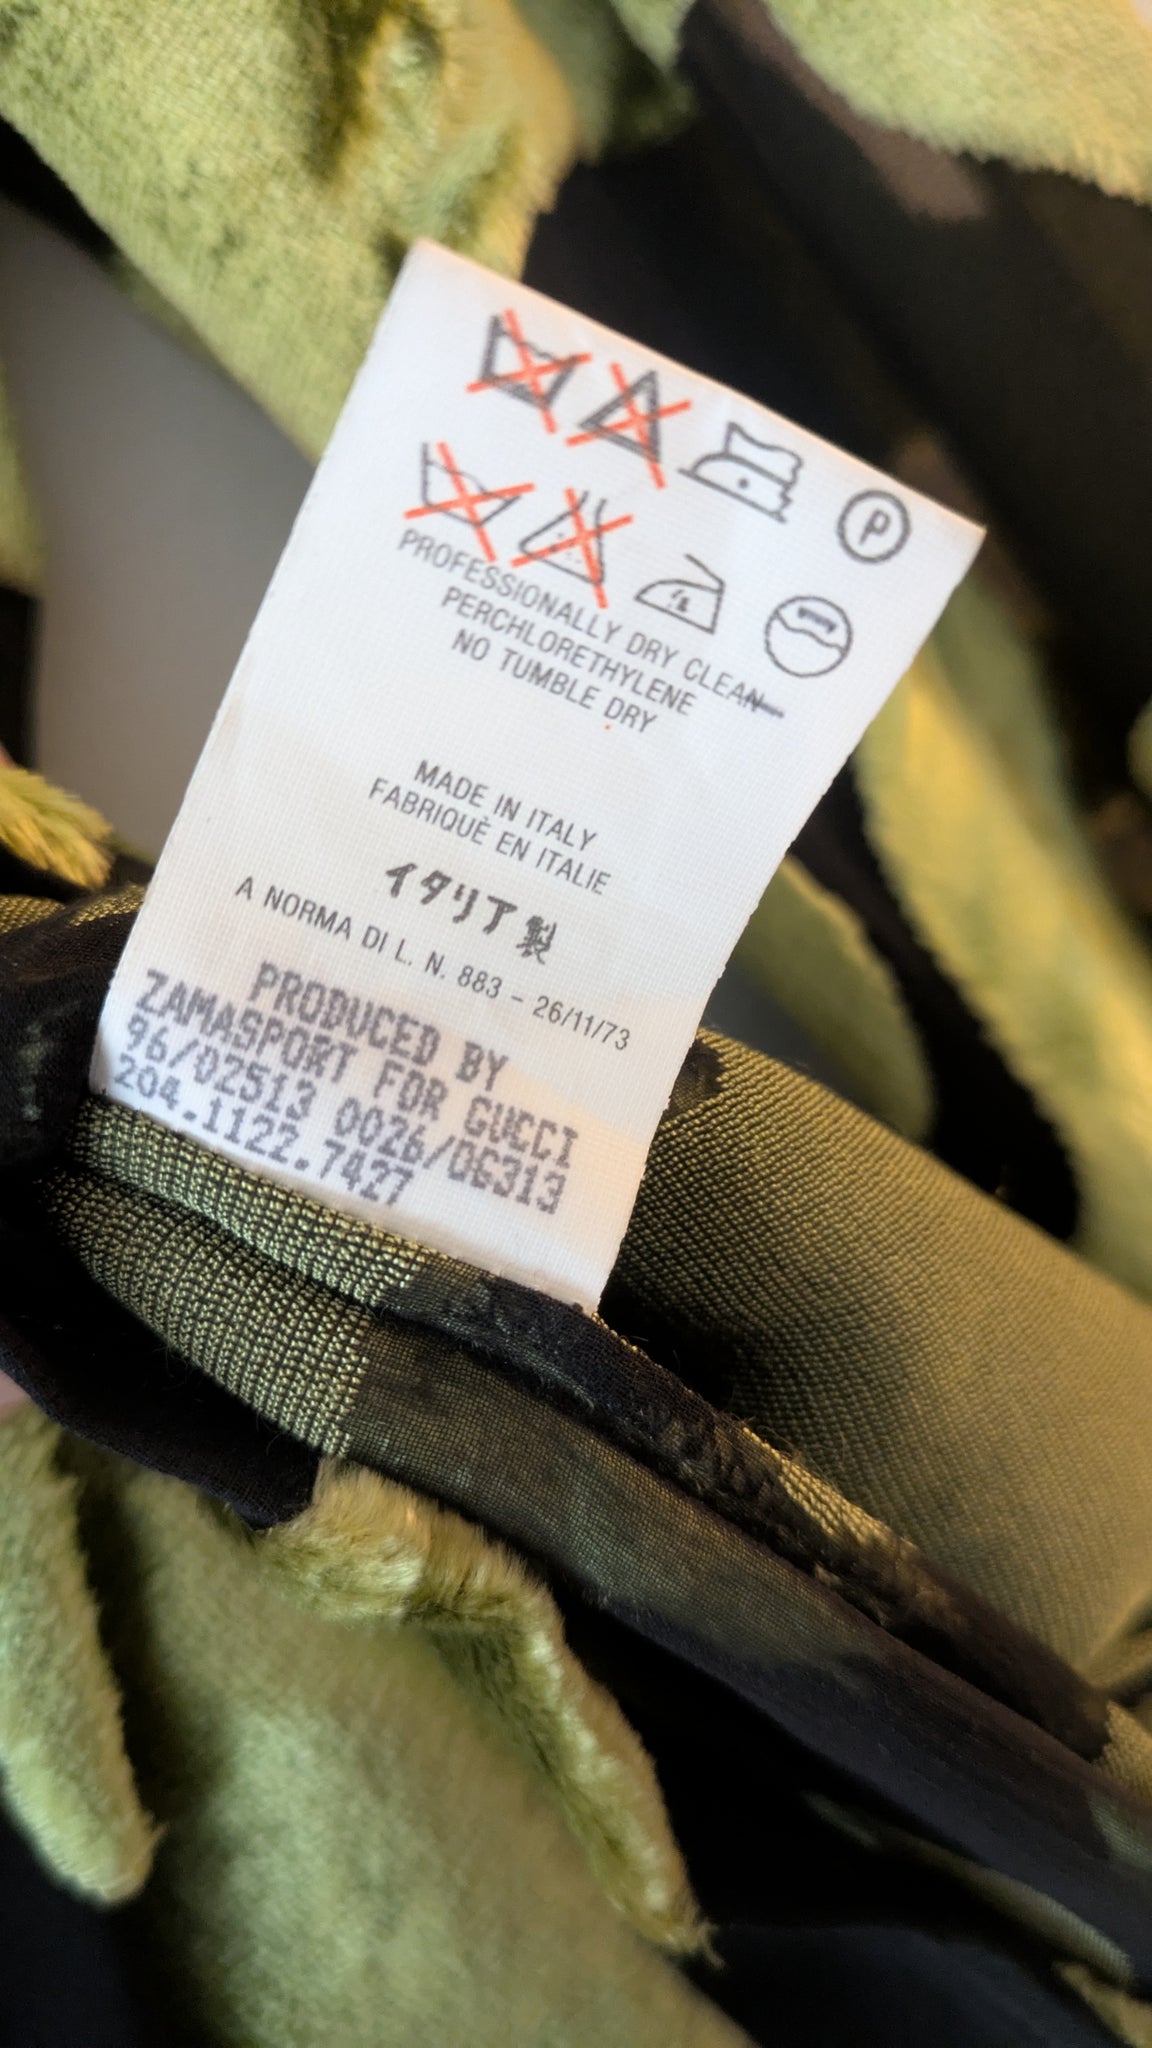 P
PROFESSIONALLY DRY CLEAN
PERCHLORETHYLENE
NO TUMBLE DRY
MADE IN ITALY
FABRIQUÈ EN ITALIE
イタリア製
A NORMA DI L. N. 883 - 26/11/73
PRODUCED BY
ZAMASPORT FOR GUCCI
96/02513 0026/06313
204.1122.7427